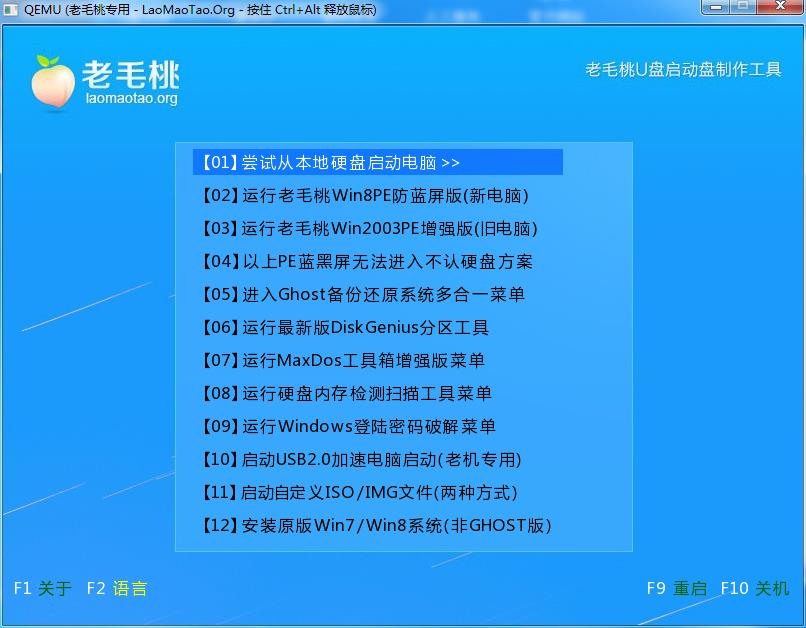 QEMU (老毛桃专用 - LaoMaoTao.Org - 按住 Ctrl+Alt 释放鼠标)
老毛桃
laomaotao.org
老毛桃U盘启动盘制作工具
【01】尝试从本地硬盘启动电脑 >>
【02】运行老毛桃Win8PE防蓝屏版(新电脑)
【03】运行老毛桃Win2003PE增强版(旧电脑)
【04】以上PE蓝黑屏无法进入不认硬盘方案
【05】进入Ghost备份还原系统多合一菜单
【06】运行最新版DiskGenius分区工具
【07】运行MaxDos工具箱增强版菜单
【08】运行硬盘内存检测扫描工具菜单
【09】运行Windows登陆密码破解菜单
【10】启动USB2.0加速电脑启动(老机专用)
【11】启动自定义ISO/IMG文件(两种方式)
【12】安装原版Win7/Win8系统(非GHOST版)
F1 关于 F2 语言 F9 重启 F10 关机